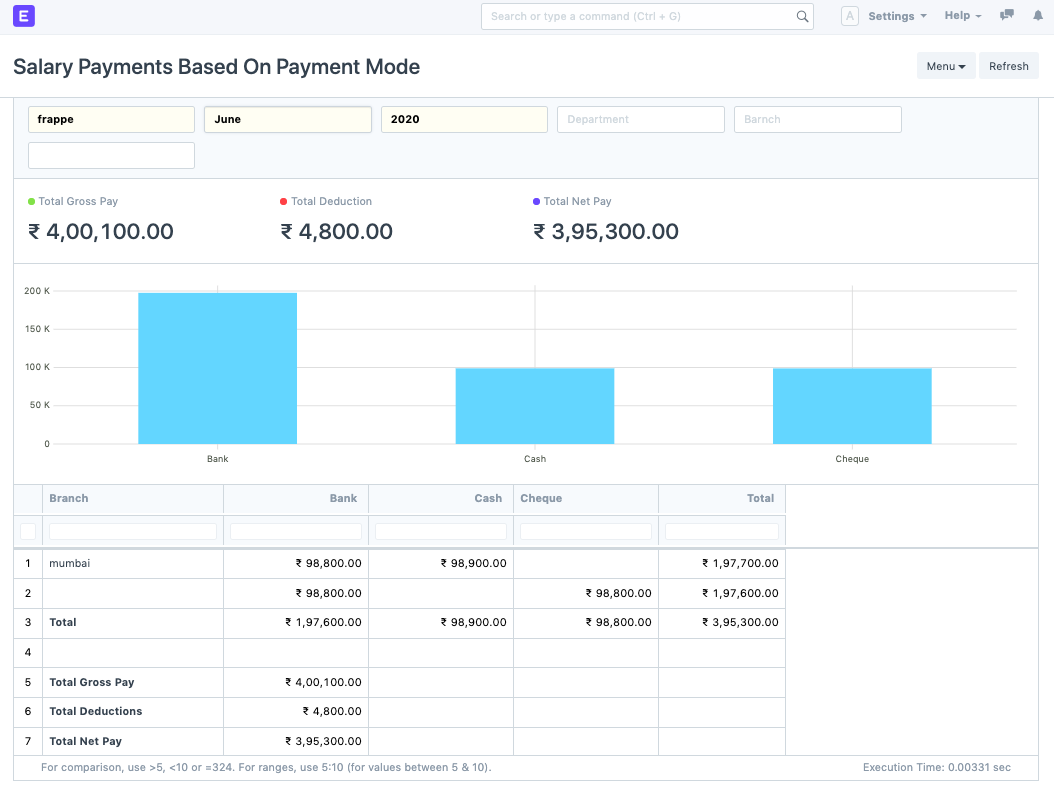 E
Search or type a command (Ctrl + G)
A Settings Help
Salary Payments Based On Payment Mode
Menu Refresh
frappe June 2020 Department Barnch
Total Gross Pay Total Deduction Total Net Pay
₹ 4,00,100.00 ₹ 4,800.00 ₹ 3,95,300.00
200 K
150 K
100 K
50 K
0
Bank Cash Cheque
Branch Bank Cash Cheque Total
1 mumbai ₹ 98,800.00 ₹ 98,900.00 ₹ 1,97,700.00
2 ₹ 98,800.00 ₹ 98,800.00 ₹ 1,97,600.00
3 Total ₹ 1,97,600.00 ₹ 98,900.00 ₹ 98,800.00 ₹ 3,95,300.00
4
5 Total Gross Pay ₹ 4,00,100.00
6 Total Deductions ₹ 4,800.00
7 Total Net Pay ₹ 3,95,300.00
For comparison, use >5, <10 or =324. For ranges, use 5:10 (for values between 5 & 10). Execution Time: 0.00331 sec